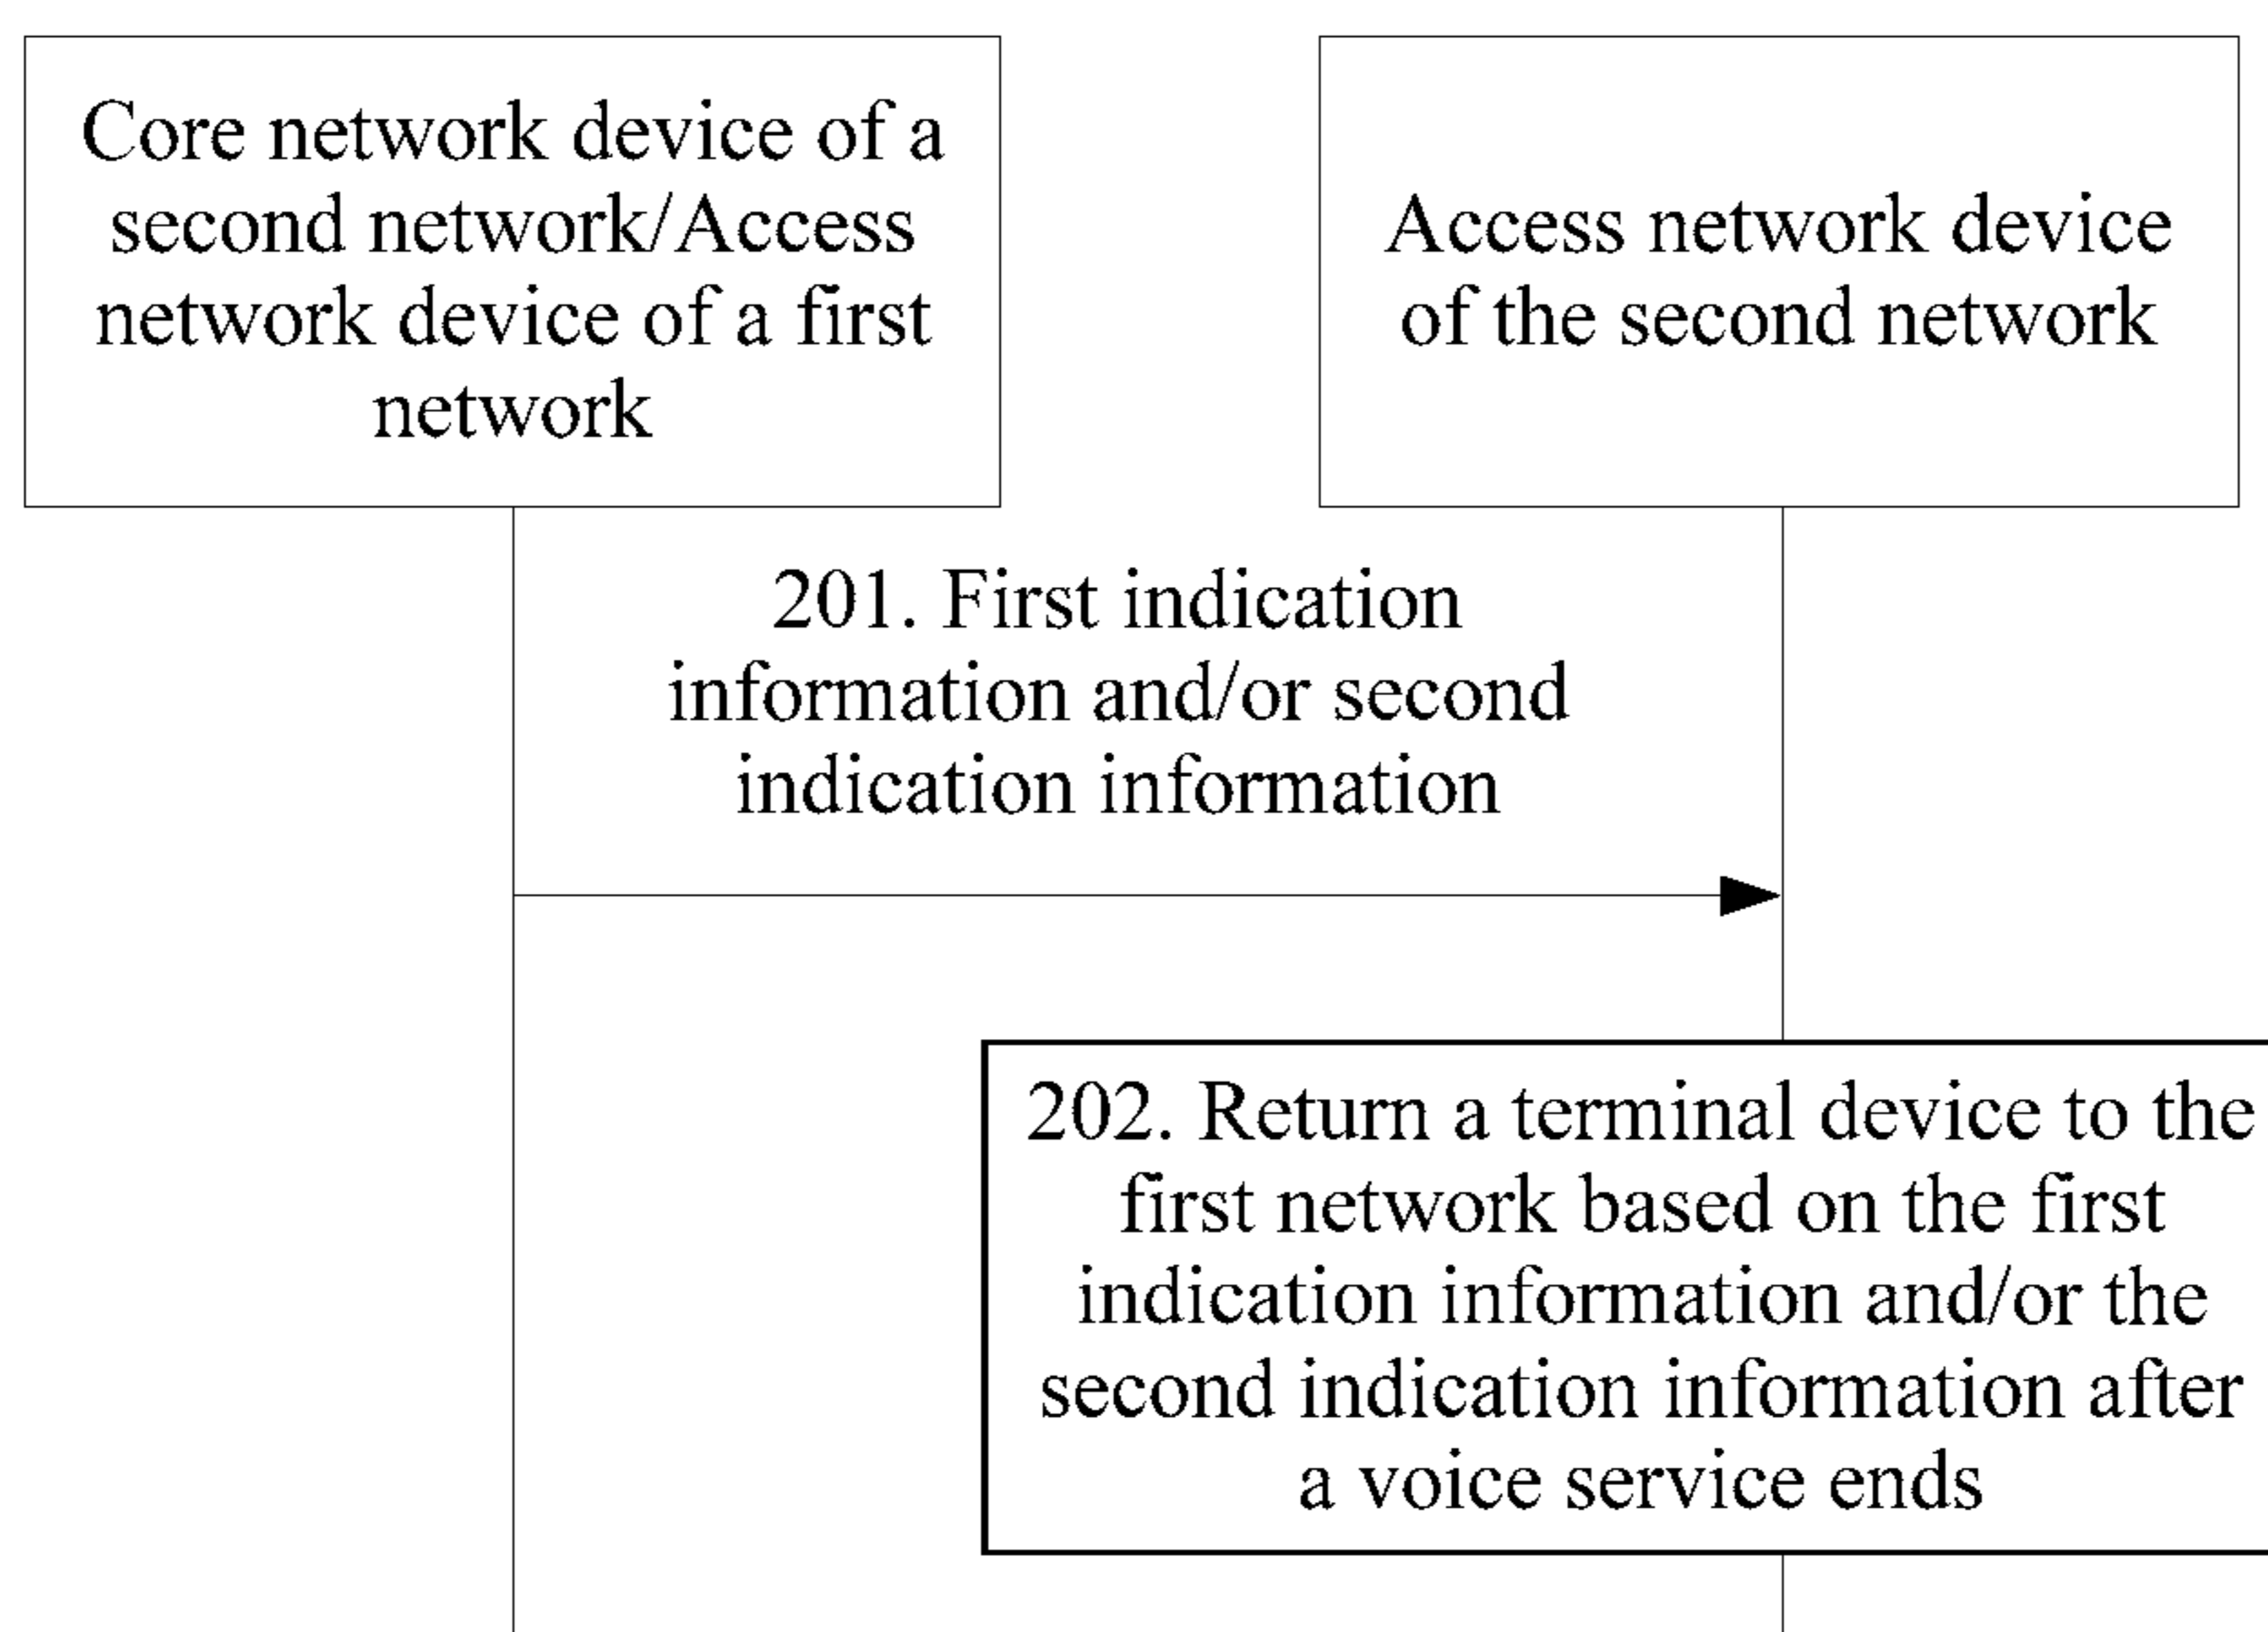 Core network device of a
second network/Access
network device of a first
network
Access network device
of the second network
201. First indication
information and/or second
indication information
202. Return a terminal device to the
first network based on the first
indication information and/or the
second indication information after
a voice service ends